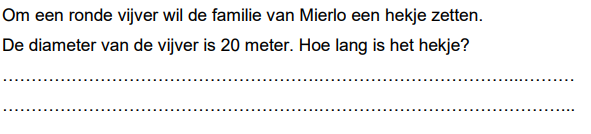 Om een ronde vijver wil de familie van Mierlo een hekje zetten.
De diameter van de vijver is 20 meter. Hoe lang is het hekje?
…………………………………………………………………………………..………
…………………………………………………………………………………………...